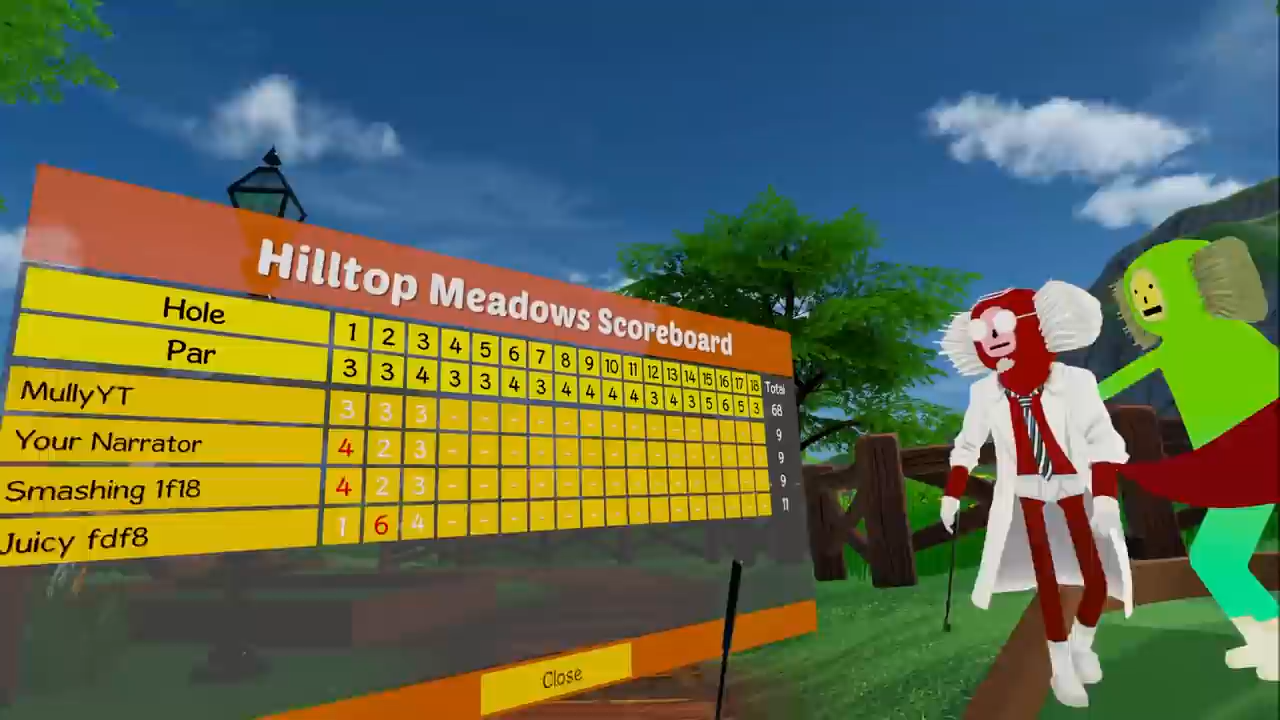 Hilltop Meadows Scoreboard
Hole 1 2 3 4 5 6 7 8 9 10 11 12 13 14 15 16 17 18 Total
Par 3 3 4 3 3 4 3 4 4 4 4 3 4 3 5 6 5 3 68
MullyYT 3 3 3 - - - - - - - - - - - - - - - 9
Your Narrator 4 2 3 - - - - - - - - - - - - - - - 9
Smashing 1f18 4 2 3 - - - - - - - - - - - - - - - 9
Juicy fdf8 1 6 4 - - - - - - - - - - - - - - - 11
Close